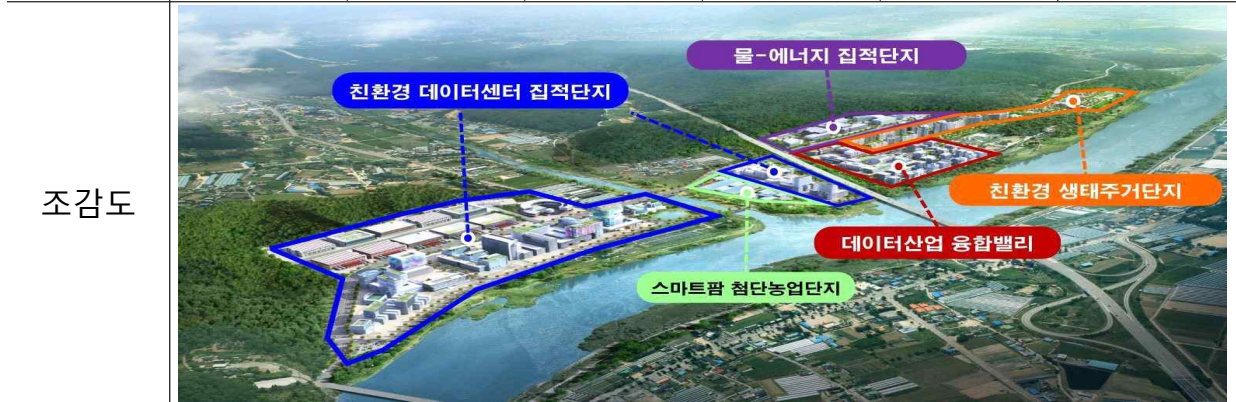 조감도
물-에너지 집적단지
친환경 데이터센터 집적단지
친환경 생태주거단지
데이터산업 융합밸리
스마트팜 첨단농업단지